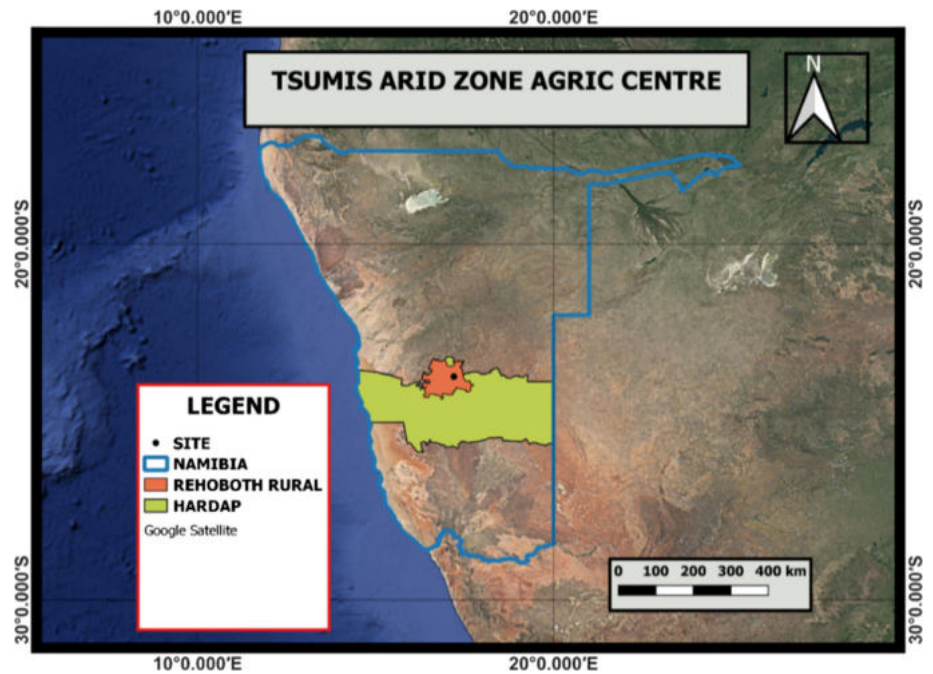 10°0.000'E 20°0.000'E
TSUMIS ARID ZONE AGRIC CENTRE
N
20°0.000'S 20°0.000'S
LEGEND
SITE
NAMIBIA
REHOBOTH RURAL
HARDAP
Google Satellite
0 100 200 300 400 km
30°0.000'S 30°0.000'S
10°0.000'E 20°0.000'E